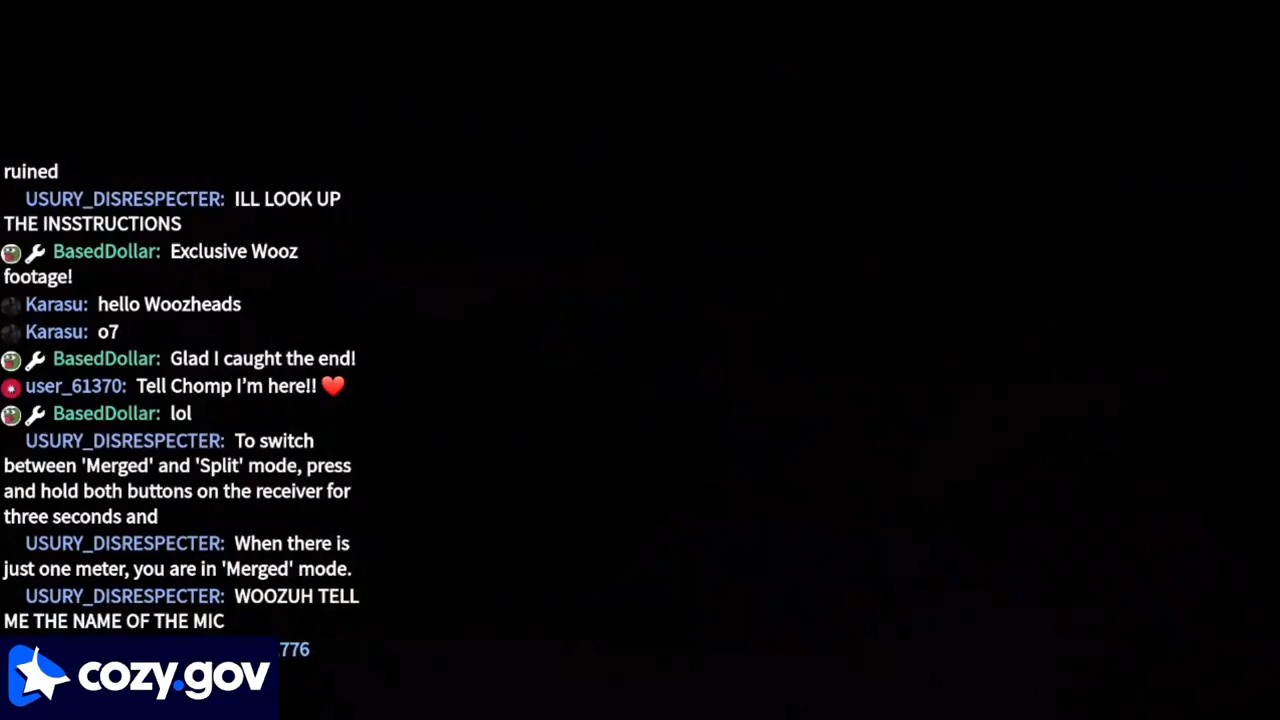 ruined
USURY_DISRESPECTER: ILL LOOK UP
THE INSSTRUCTIONS
BasedDollar: Exclusive Wooz
footage!
Karasu: hello Woozheads
Karasu: o7
BasedDollar: Glad I caught the end!
user_61370: Tell Chomp I'm here!! ❤️
BasedDollar: lol
USURY_DISRESPECTER: To switch
between 'Merged' and 'Split' mode, press
and hold both buttons on the receiver for
three seconds and
USURY_DISRESPECTER: When there is
just one meter, you are in 'Merged' mode.
USURY_DISRESPECTER: WOOZUH TELL
ME THE NAME OF THE MIC
776
cozy.gov